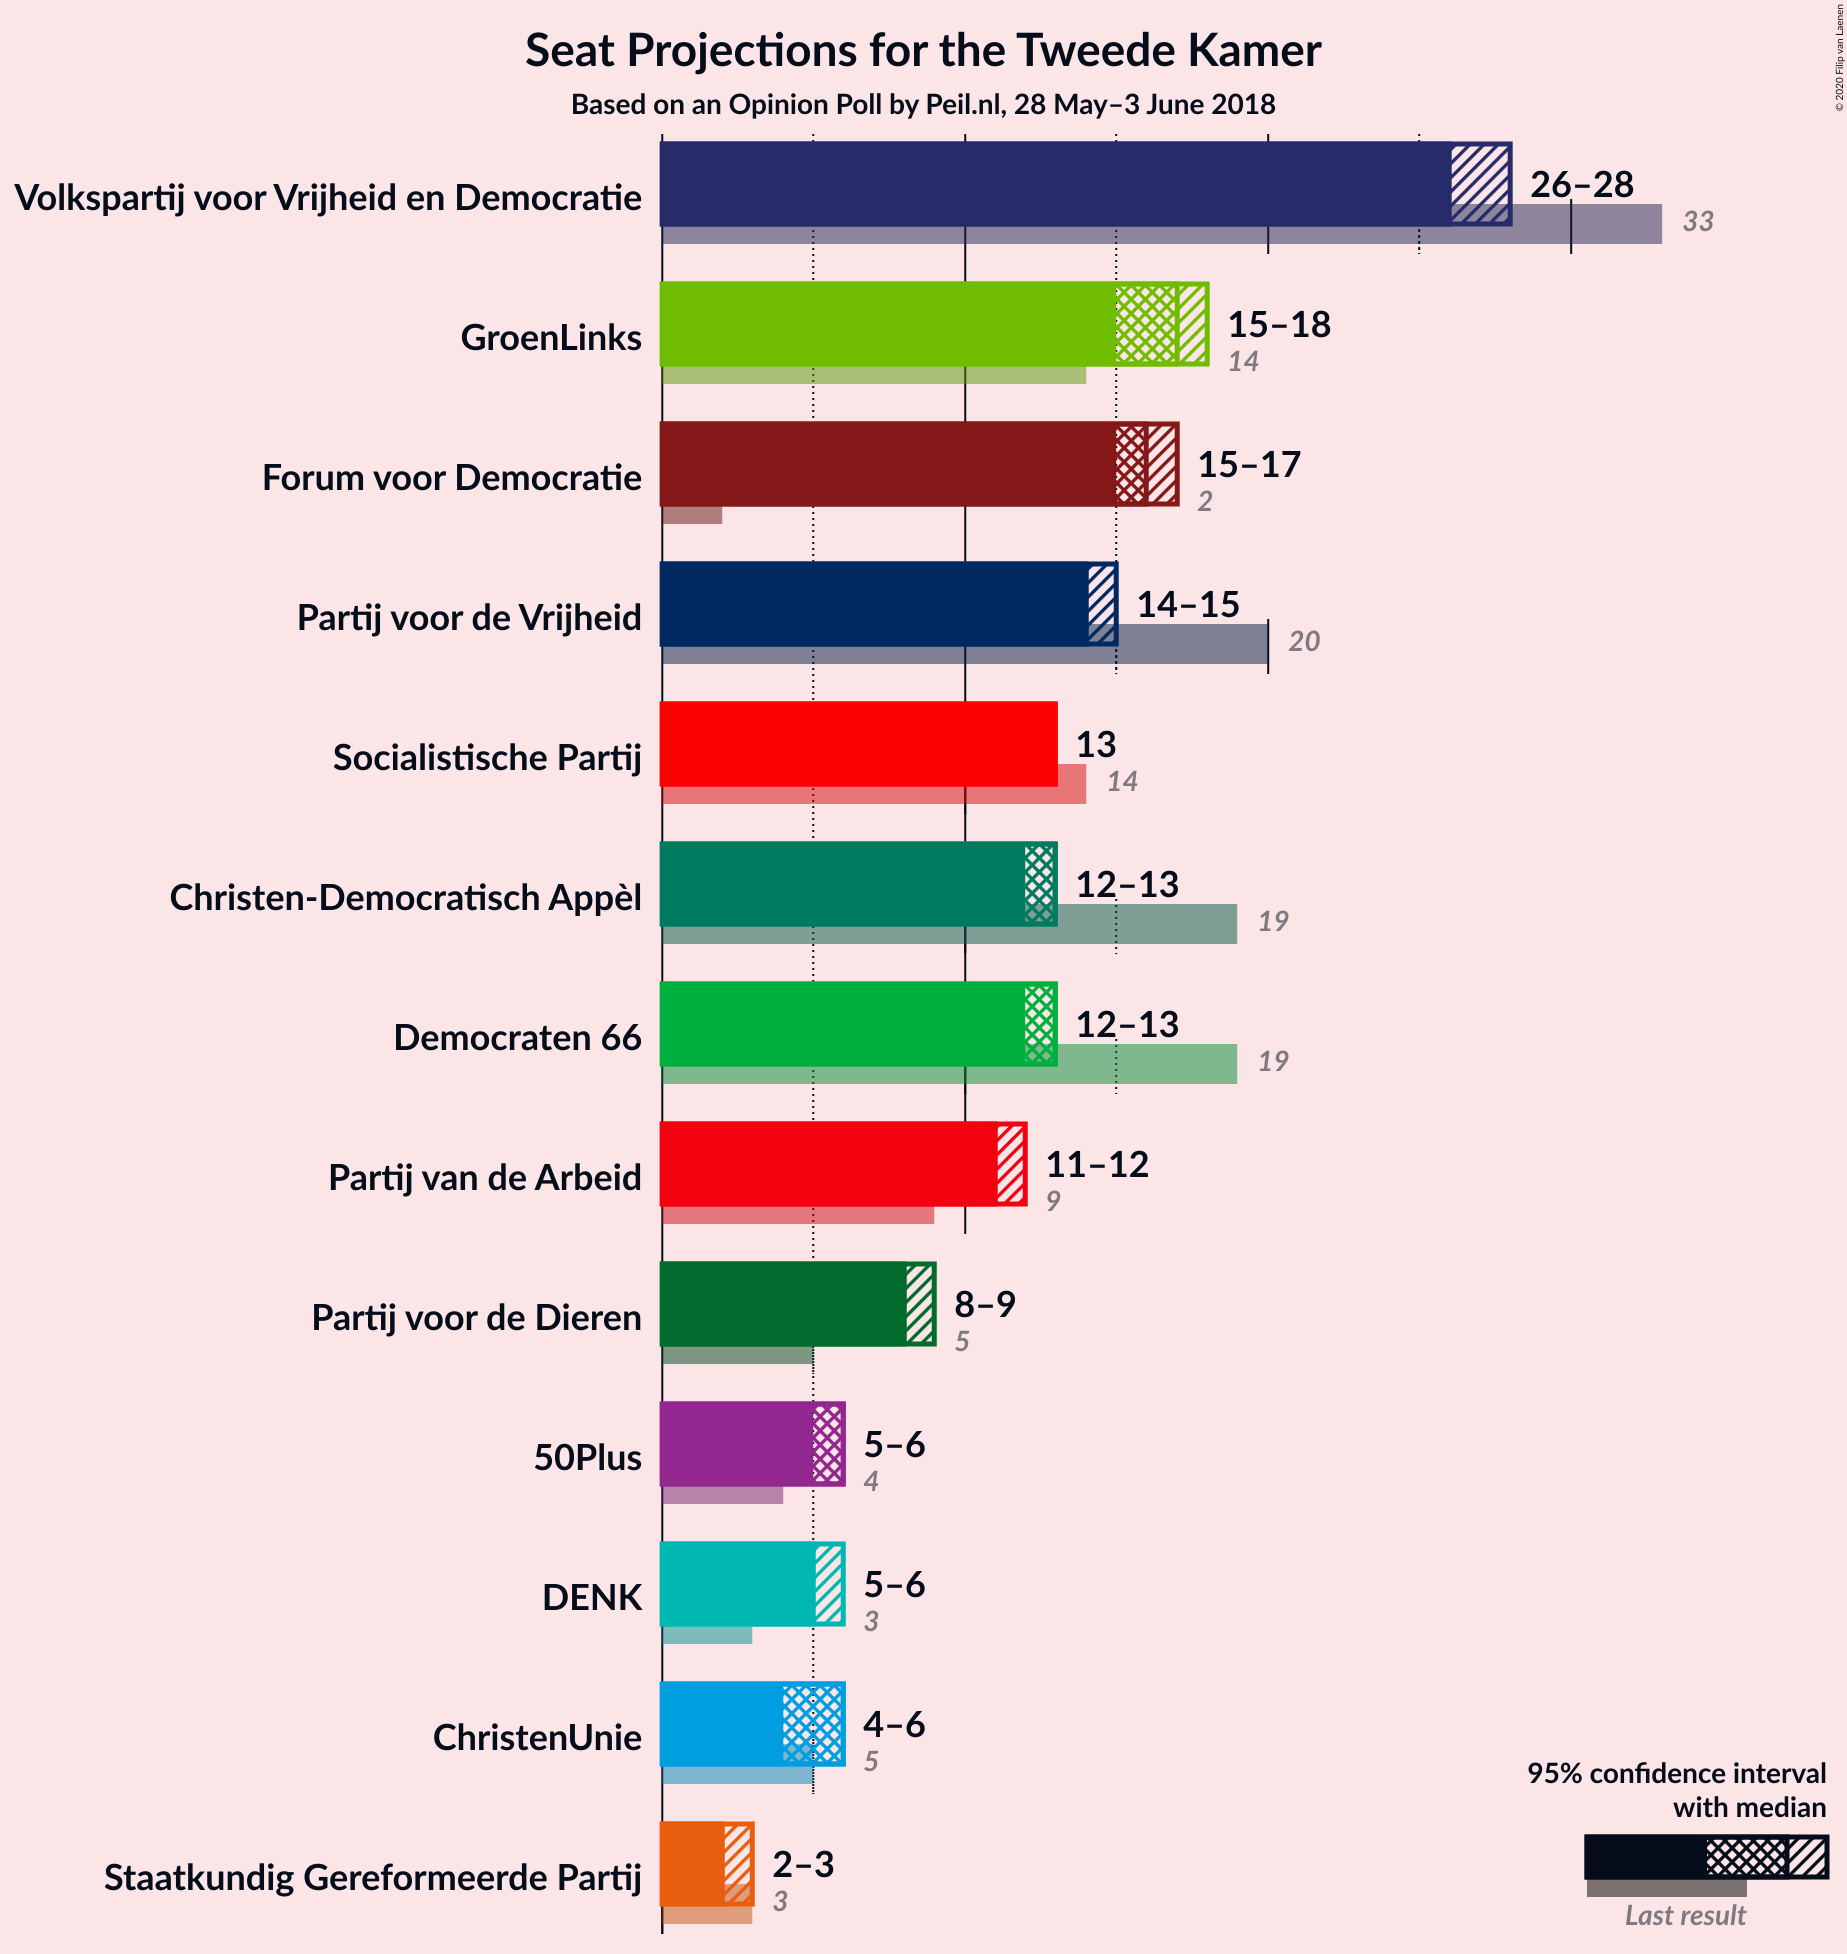 Seat Projections for the Tweede Kamer
Based on an Opinion Poll by Peil.nl, 28 May–3 June 2018
© 2020 Filip van Laenen
Volkspartij voor Vrijheid en Democratie
26–28
33
GroenLinks
15–18
14
Forum voor Democratie
15–17
2
Partij voor de Vrijheid
14–15
20
Socialistische Partij
13
14
Christen-Democratisch Appèl
12–13
19
Democraten 66
12–13
19
Partij van de Arbeid
11–12
9
Partij voor de Dieren
8–9
5
50Plus
5–6
4
DENK
5–6
3
ChristenUnie
4–6
5
Staatkundig Gereformeerde Partij
2–3
3
95% confidence interval
with median
Last result